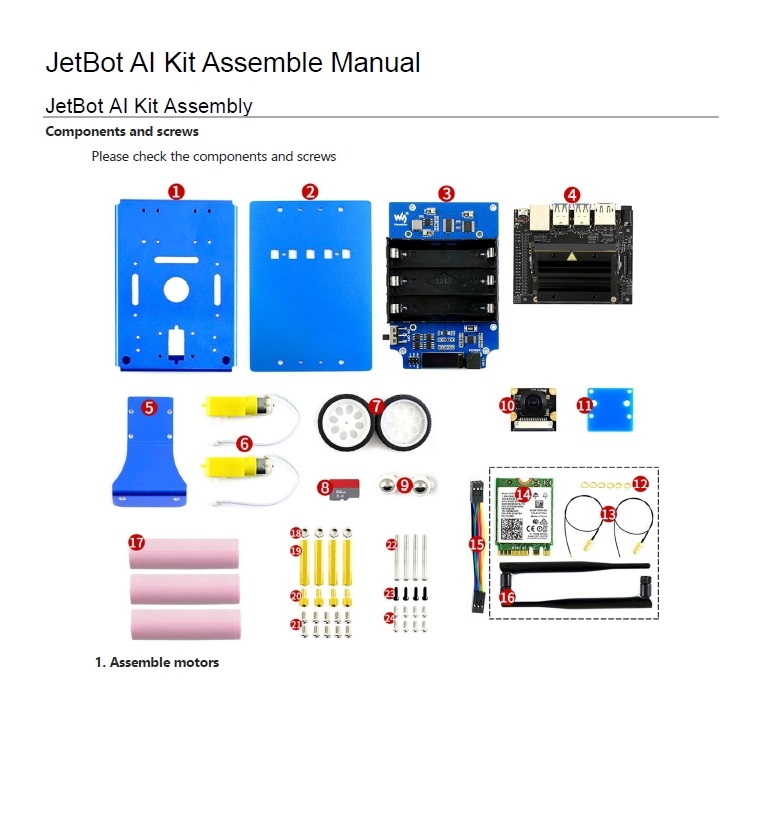 JetBot AI Kit Assemble Manual
JetBot AI Kit Assembly
Components and screws
Please check the components and screws
1 2 3 4
5 6 7 10 11
8 9 12 13 14
15 16
17 18 19 20 21 22 23 24
1. Assemble motors